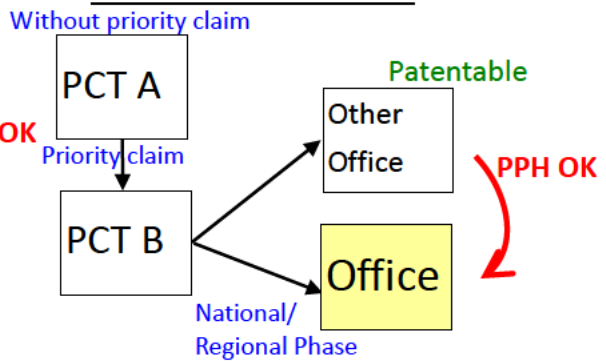 Without priority claim
PCT A
Patentable
Other
Office
OK
Priority claim
PPH OK
PCT B
Office
National/
Regional Phase